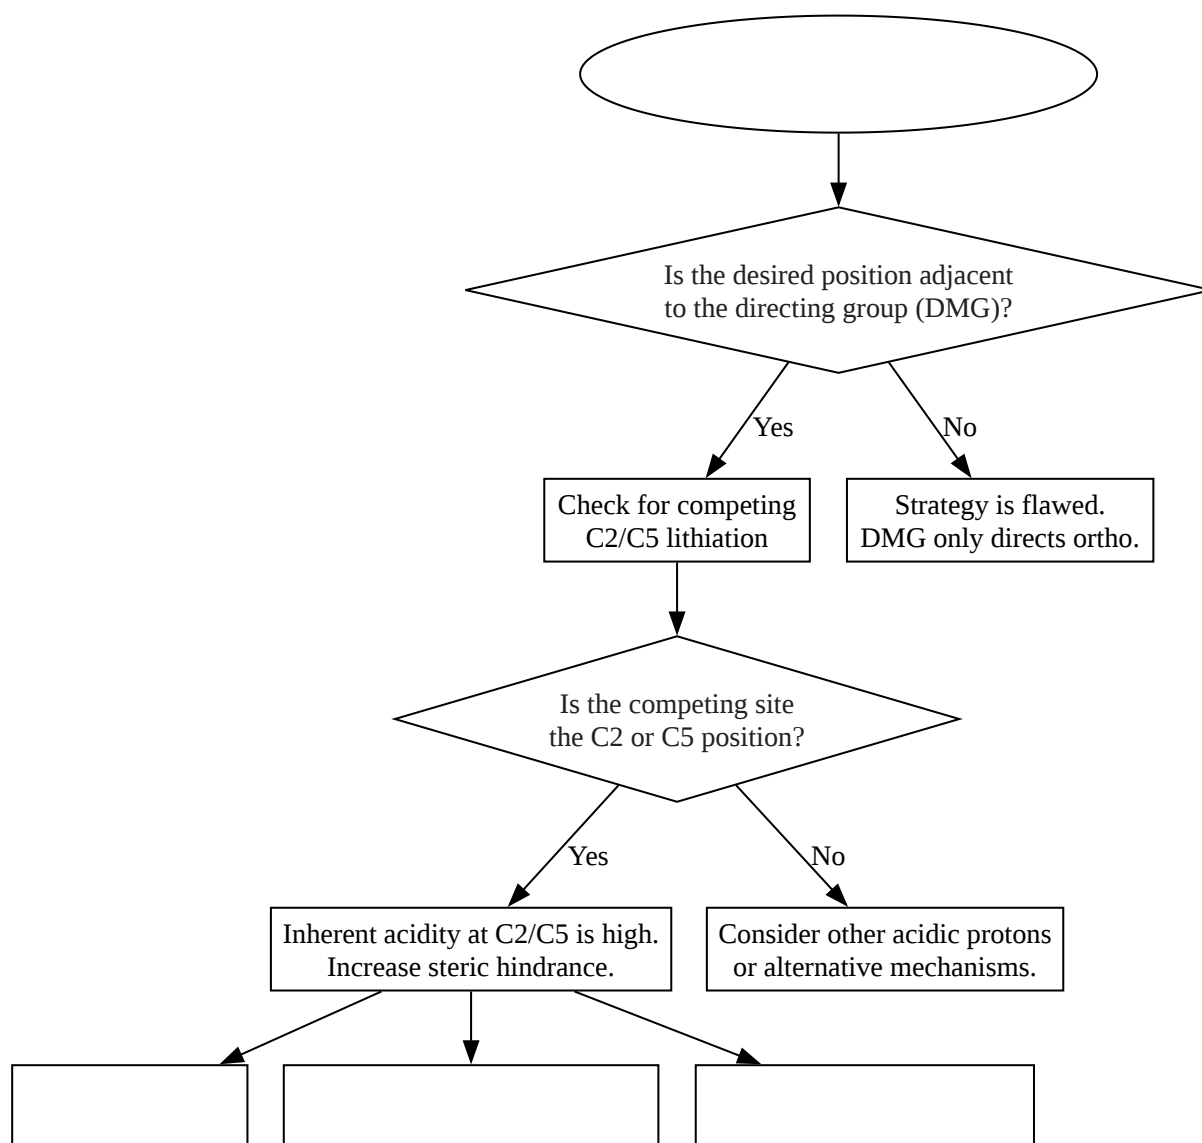 Is the desired position adjacent
to the directing group (DMG)?
Yes
No
Check for competing
C2/C5 lithiation
Strategy is flawed.
DMG only directs ortho.
Is the competing site
the C2 or C5 position?
Yes
No
Inherent acidity at C2/C5 is high.
Increase steric hindrance.
Consider other acidic protons
or alternative mechanisms.